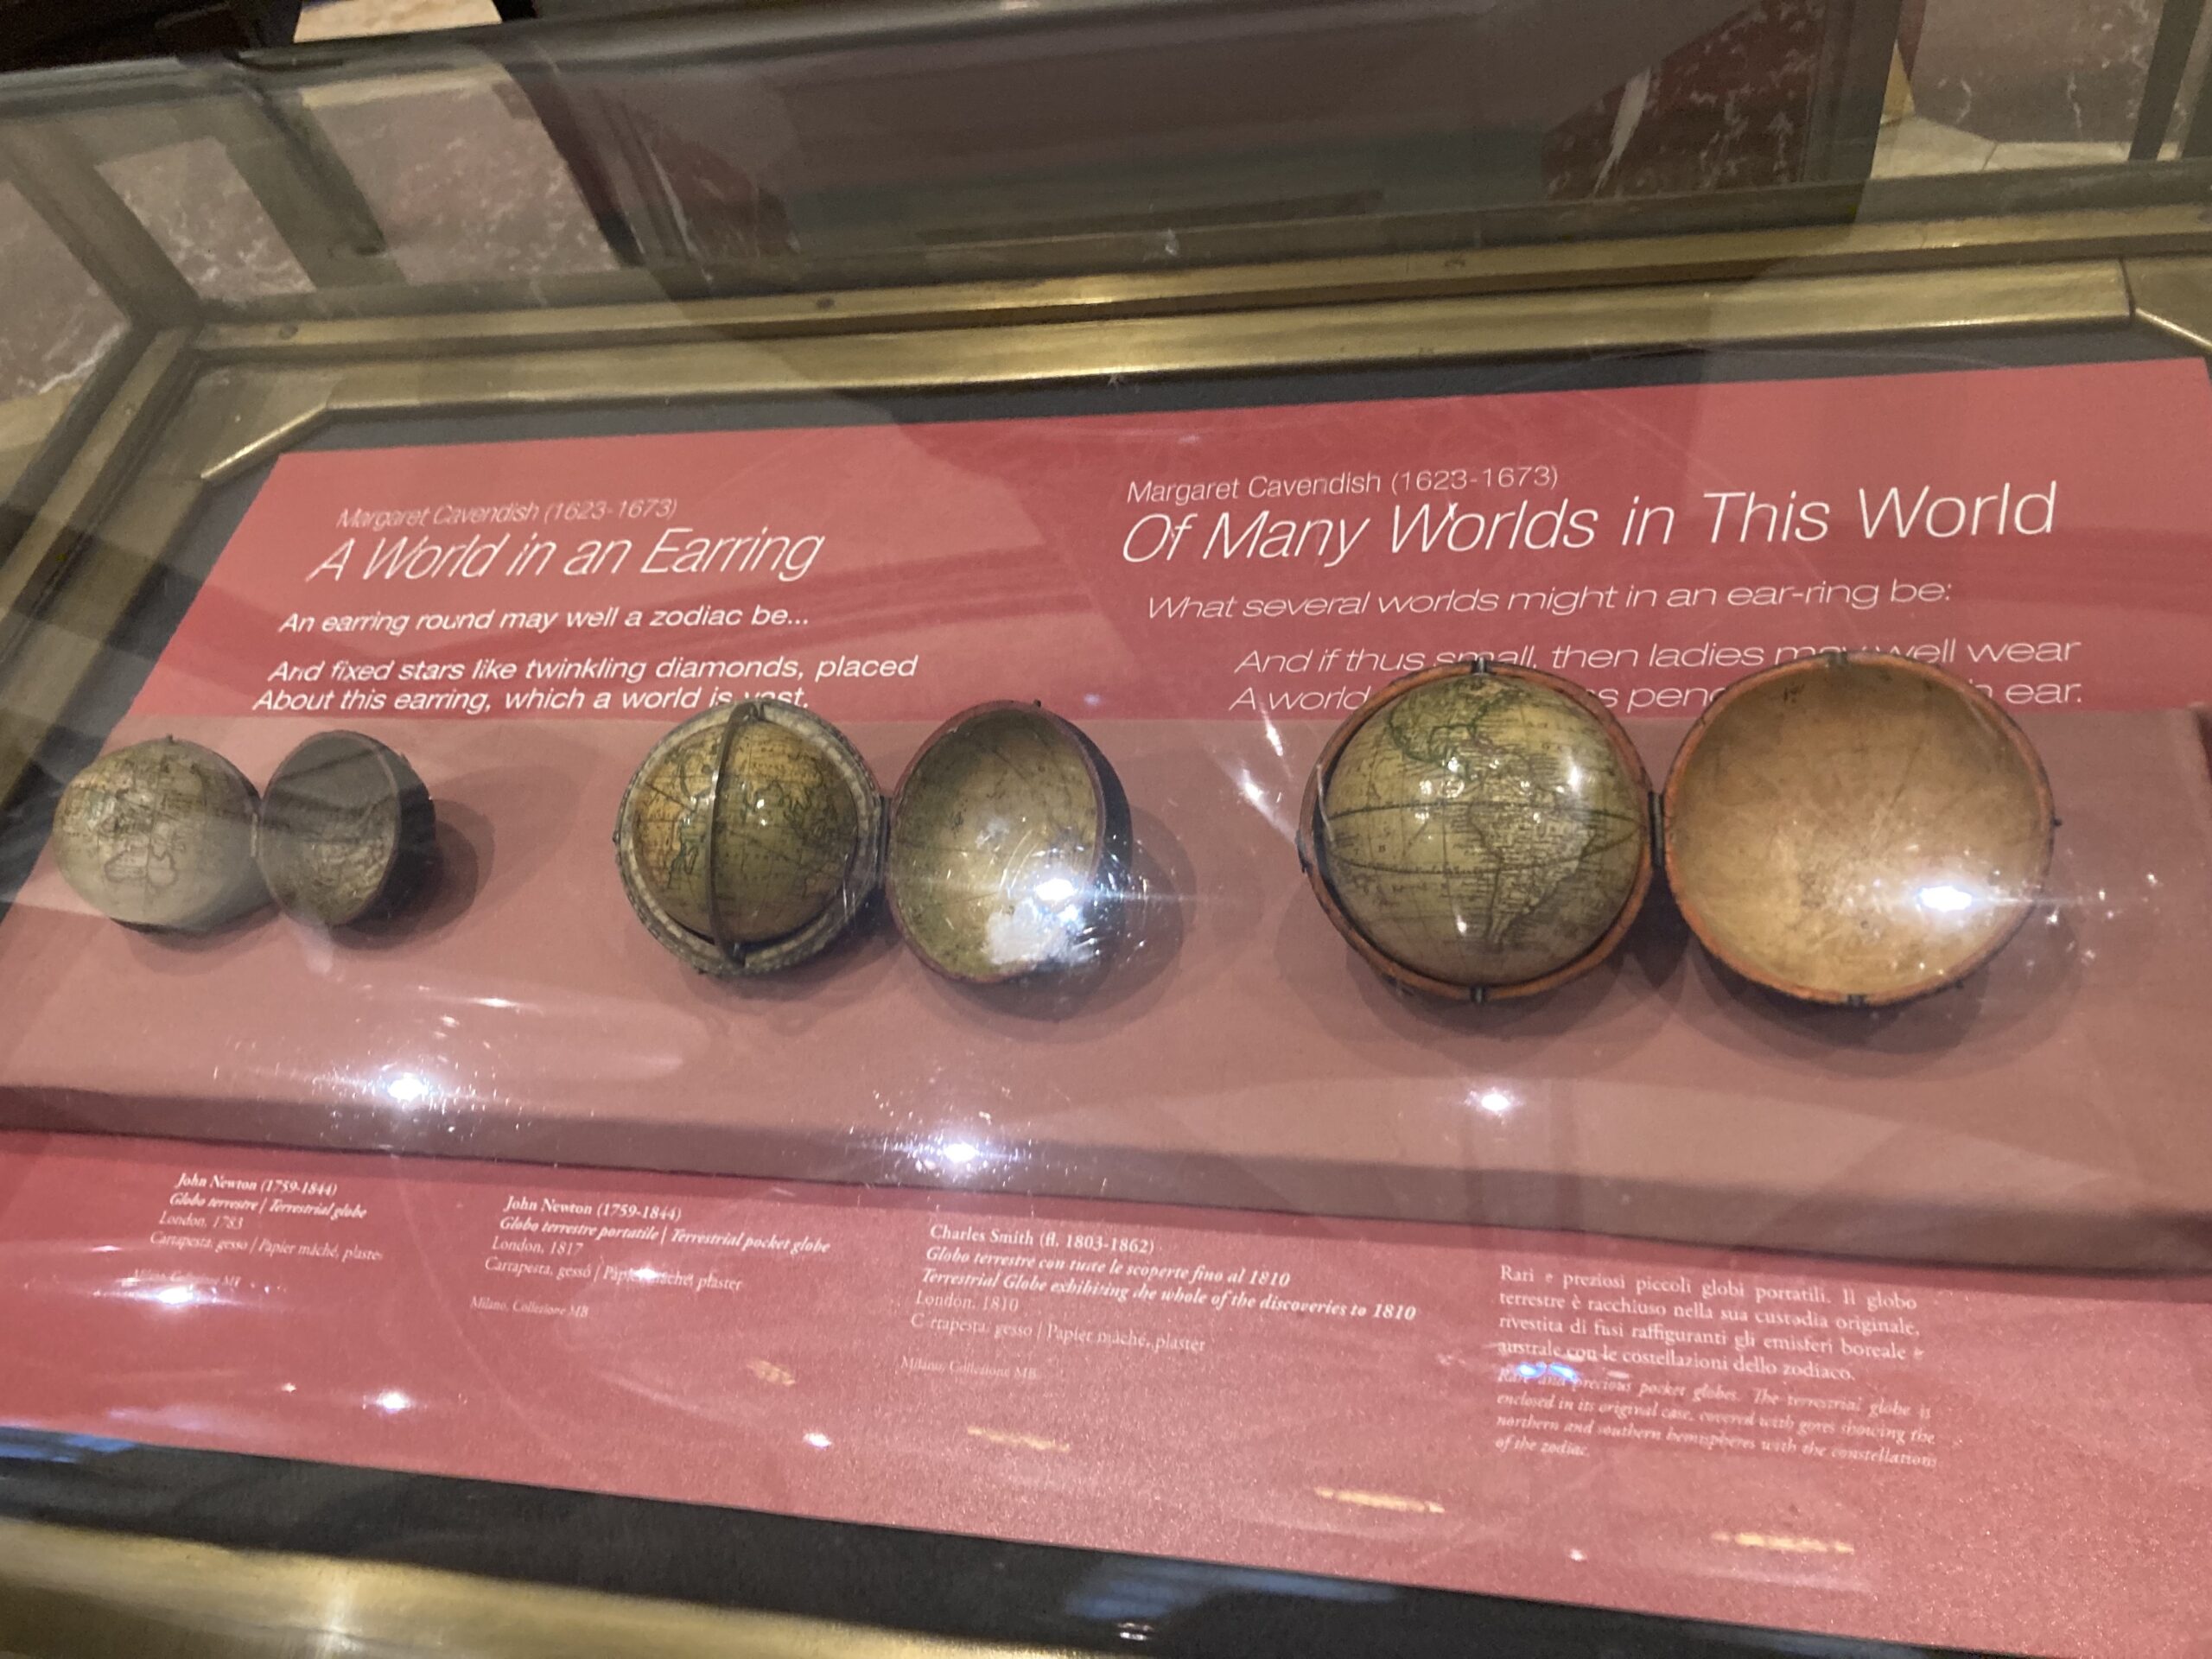 Margaret Cavendish (1623-1673)
A World in an Earring
An earring round may well a zodiac be...
And fixed stars like twinkling diamonds, placed
About this earring, which a world is vast.
Margaret Cavendish (1623-1673)
Of Many Worlds in This World
What several worlds might in an ear-ring be:
And if thus small, then ladies may well wear
A world ear.
John Newton (1759-1844)
Globo terrestre | Terrestrial globe
London, 1783
Cartapesta, gesso | Papier mâché, plaster
Milano, Collezione MB
John Newton (1759-1844)
Globo terrestre portatile | Terrestrial pocket globe
London, 1817
Cartapesta, gesso | Papier mâché, plaster
Milano, Collezione MB
Charles Smith (fl. 1803-1862)
Globo terrestre con tutte le scoperte fino al 1810
Terrestrial Globe exhibiting the whole of the discoveries to 1810
London, 1810
Cartapesta, gesso | Papier mâché, plaster
Milano, Collezione MB
Rari e preziosi piccoli globi portatili. Il globo
terrestre è racchiuso nella sua custodia originale,
rivestita di fusi raffiguranti gli emisferi boreale e
australe con le costellazioni dello zodiaco.
Rare and precious pocket globes. The terrestrial globe is
enclosed in its original case, covered with gores showing the
northern and southern hemispheres with the constellations
of the zodiac.